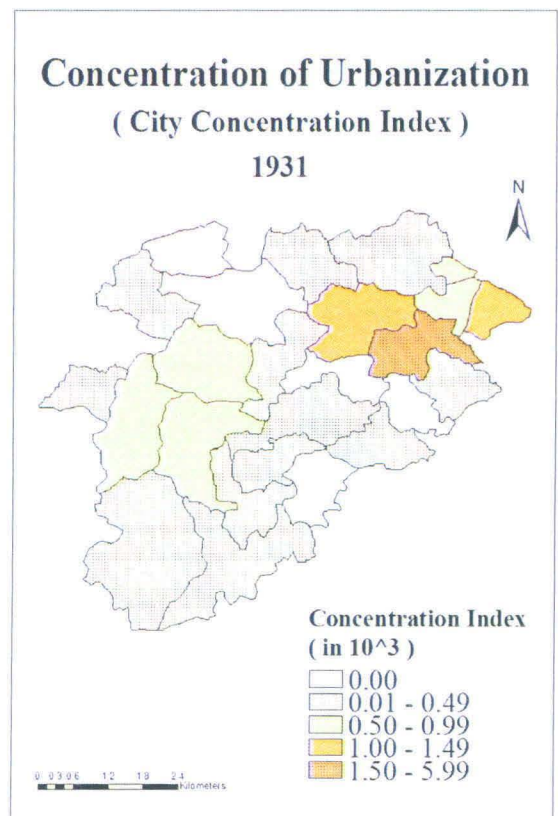 Concentration of Urbanization
( City Concentration Index )
1931
N
Concentration Index
( in 10^3 )
0.00
0.01 - 0.49
0.50 - 0.99
1.00 - 1.49
1.50 - 5.99
Kilometers